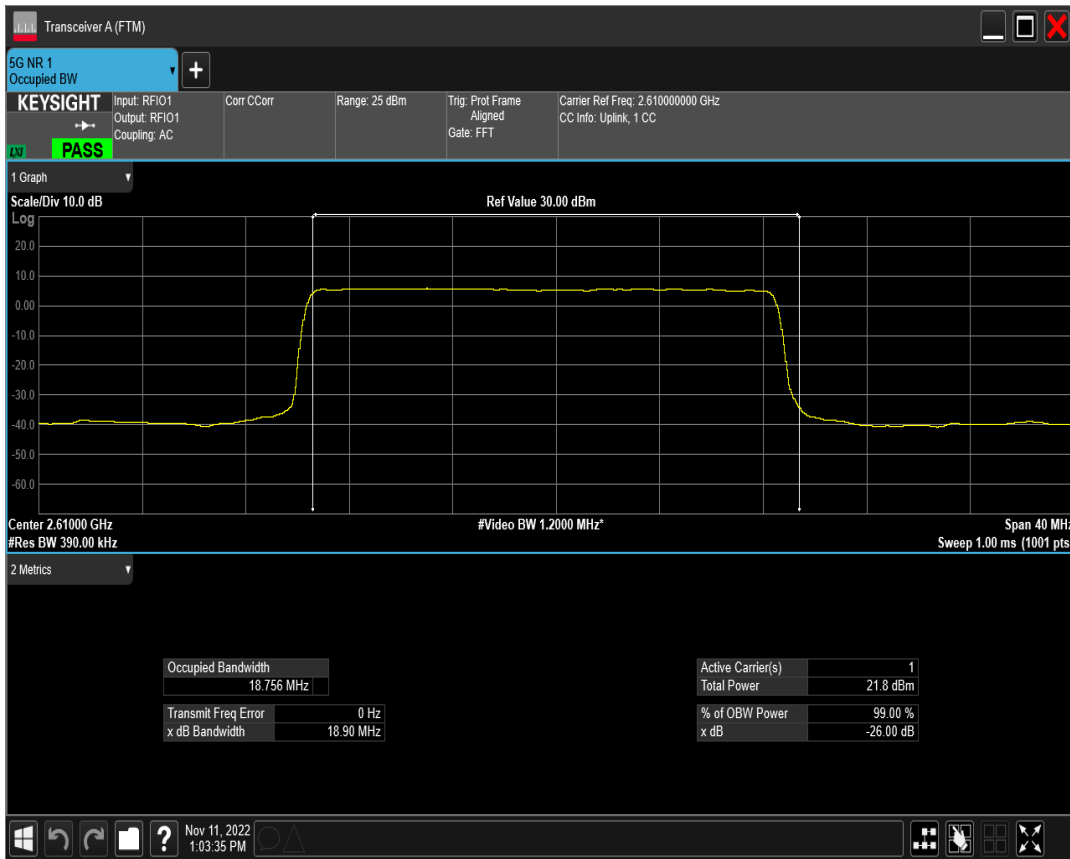 Transceiver A (FTM)
5G NR 1
Occupied BW
+
KEYSIGHT
LXI
PASS
Input: RFIO1
Output: RFIO1
Coupling: AC
Corr CCorr
Range: 25 dBm
Trig: Prot Frame
Aligned
Gate: FFT
Carrier Ref Freq: 2.610000000 GHz
CC Info: Uplink, 1 CC
1 Graph
Scale/Div 10.0 dB
Ref Value 30.00 dBm
Log
20.0
10.0
0.00
-10.0
-20.0
-30.0
-40.0
-50.0
-60.0
Center 2.61000 GHz
#Video BW 1.2000 MHz*
Span 40 MHz
#Res BW 390.00 kHz
Sweep 1.00 ms (1001 pts
2 Metrics
Occupied Bandwidth
18.756 MHz
Transmit Freq Error 0 Hz
x dB Bandwidth 18.90 MHz
Active Carrier(s) 1
Total Power 21.8 dBm
% of OBW Power 99.00 %
x dB -26.00 dB
?
Nov 11, 2022
1:03:35 PM